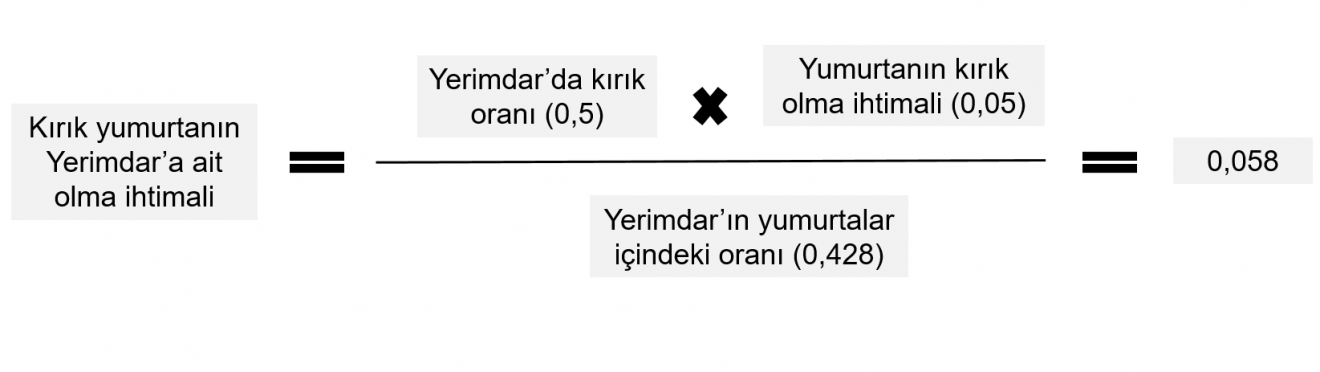 Kırık yumurtanın
Yerimdar’a ait
olma ihtimali
Yerimdar’da kırık
oranı (0,5)
Yumurtanın kırık
olma ihtimali (0,05)
Yerimdar’ın yumurtalar
içindeki oranı (0,428)
0,058